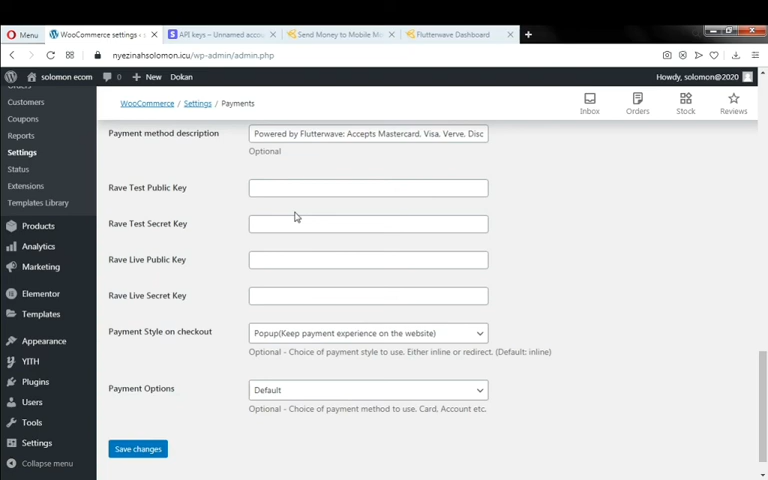 Menu
WooCommerce settings ‹ s
API keys – Unnamed accou
Send Money to Mobile Mo
Flutterwave Dashboard
nyezinahsolomon.icu/wp-admin/admin.php
solomon ecom
0
New
Dokan
Howdy, solomon@2020
Orders
Customers
Coupons
Reports
Settings
Status
Extensions
Templates Library
Products
Analytics
Marketing
Elementor
Templates
Appearance
YITH
Plugins
Users
Tools
Settings
Collapse menu
WooCommerce / Settings / Payments
Inbox
Orders
Stock
Reviews
Payment method description
Powered by Flutterwave: Accepts Mastercard, Visa, Verve, Disc
Optional
Rave Test Public Key
Rave Test Secret Key
Rave Live Public Key
Rave Live Secret Key
Payment Style on checkout
Popup(Keep payment experience on the website)
Optional - Choice of payment style to use. Either inline or redirect. (Default: inline)
Payment Options
Default
Optional - Choice of payment method to use. Card, Account etc.
Save changes